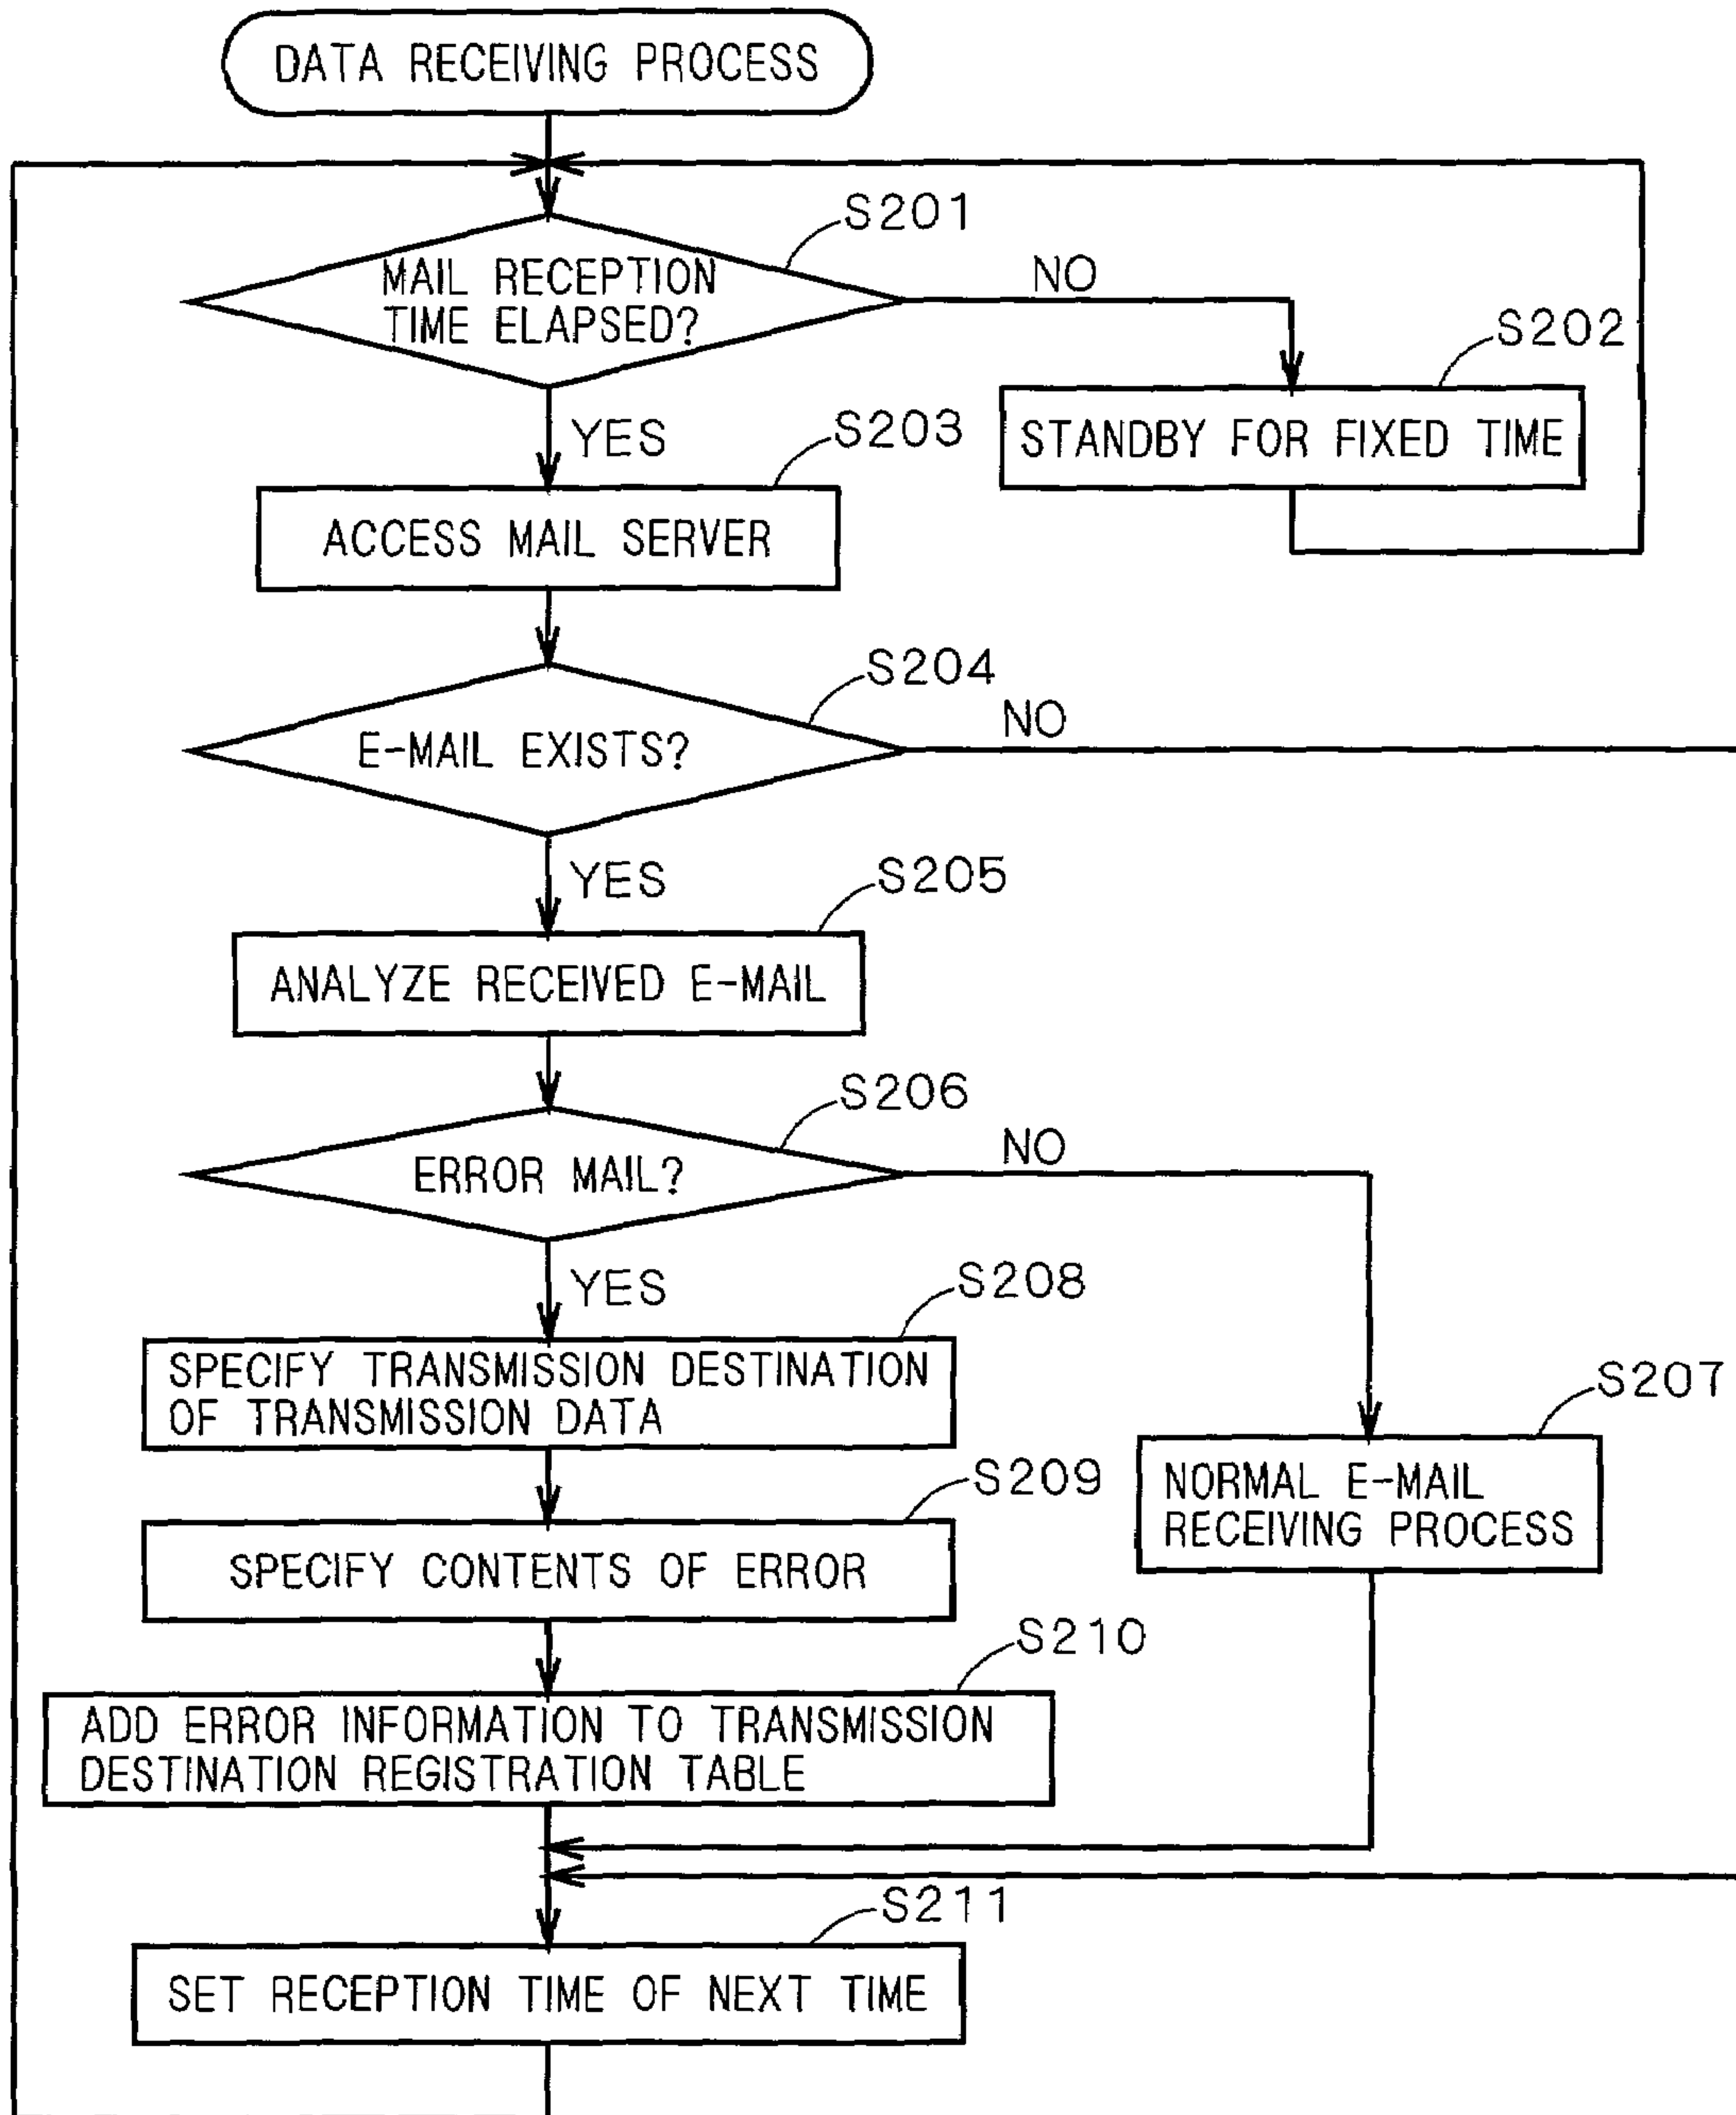 DATA RECEIVING PROCESS
S201
MAIL RECEPTION
TIME ELAPSED?
NO
S202
STANDBY FOR FIXED TIME
YES
S203
ACCESS MAIL SERVER
S204
E-MAIL EXISTS?
NO
YES
S205
ANALYZE RECEIVED E-MAIL
S206
ERROR MAIL?
NO
YES
S208
SPECIFY TRANSMISSION DESTINATION
OF TRANSMISSION DATA
S207
NORMAL E-MAIL
RECEIVING PROCESS
S209
SPECIFY CONTENTS OF ERROR
S210
ADD ERROR INFORMATION TO TRANSMISSION
DESTINATION REGISTRATION TABLE
S211
SET RECEPTION TIME OF NEXT TIME